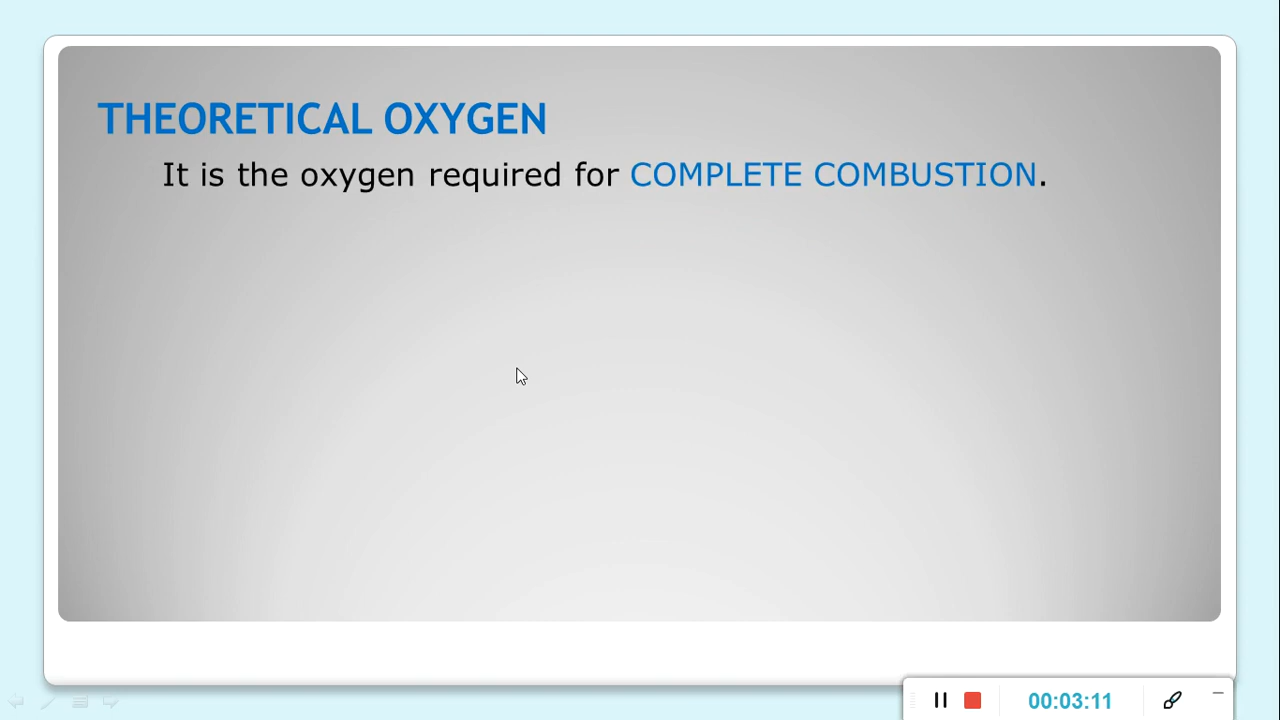 THEORETICAL OXYGEN
It is the oxygen required for COMPLETE COMBUSTION.
00:03:11